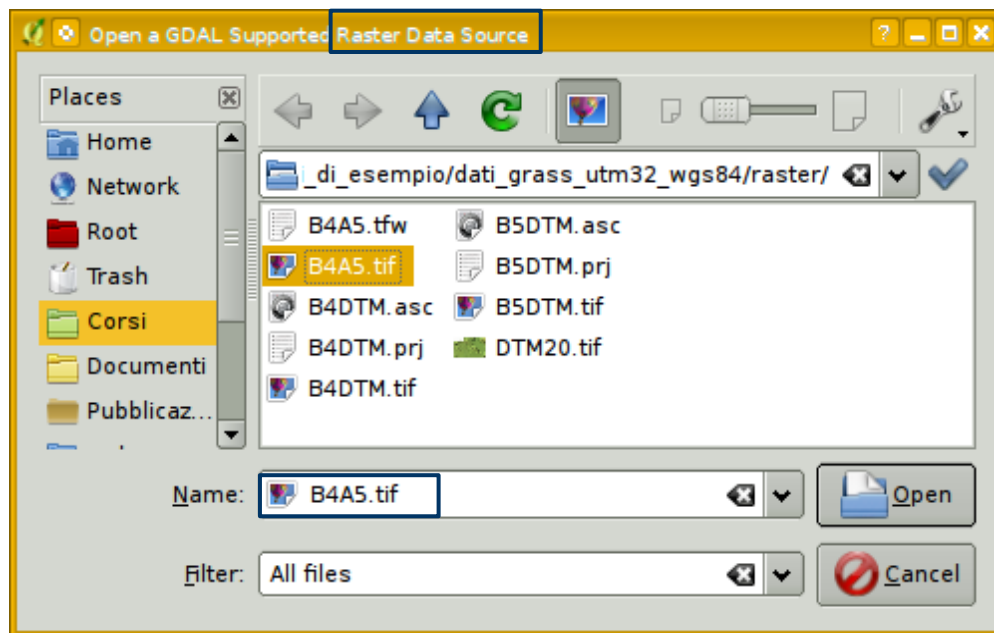 Open a GDAL Supported Raster Data Source
Places
Home
Network
Root
Trash
Corsi
Documenti
Pubblicaz...
_di_esempio/dati_grass_utm32_wgs84/raster/
B4A5.tfw
B4A5.tif
B4DTM.asc
B4DTM.prj
B4DTM.tif
B5DTM.asc
B5DTM.prj
B5DTM.tif
DTM20.tif
Name:
B4A5.tif
Open
Filter:
All files
Cancel